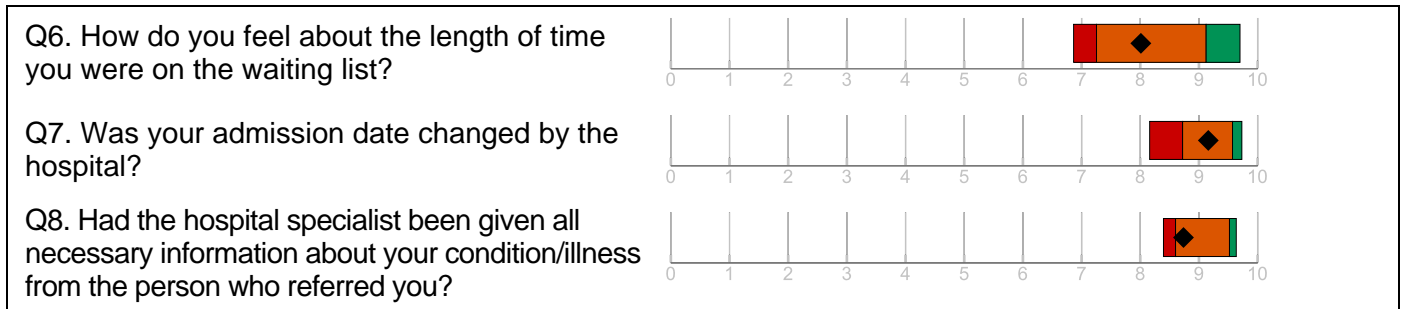 Q6. How do you feel about the length of time
you were on the waiting list?
0 1 2 3 4 5 6 7 8 9 10
Q7. Was your admission date changed by the
hospital?
0 1 2 3 4 5 6 7 8 9 10
Q8. Had the hospital specialist been given all
necessary information about your condition/illness
from the person who referred you?
0 1 2 3 4 5 6 7 8 9 10